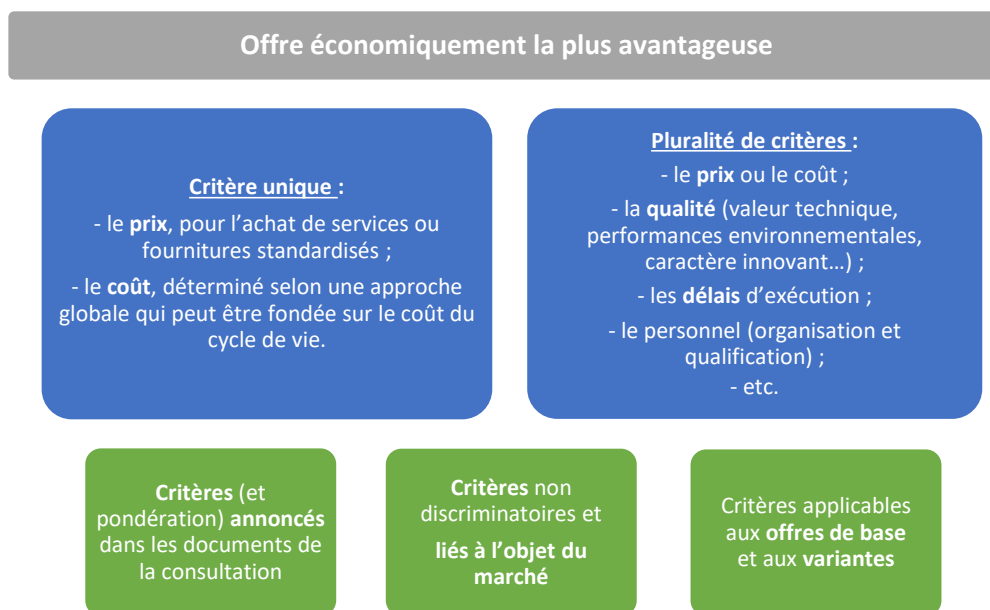 Offre économiquement la plus avantageuse
Critère unique :
- le prix, pour l’achat de services ou
fournitures standardisés ;
- le coût, déterminé selon une approche
globale qui peut être fondée sur le coût du
cycle de vie.
Pluralité de critères :
- le prix ou le coût ;
- la qualité (valeur technique,
performances environnementales,
caractère innovant…) ;
- les délais d’exécution ;
- le personnel (organisation et
qualification) ;
- etc.
Critères (et
pondération) annoncés
dans les documents de
la consultation
Critères non
discriminatoires et
liés à l’objet du
marché
Critères applicables
aux offres de base
et aux variantes